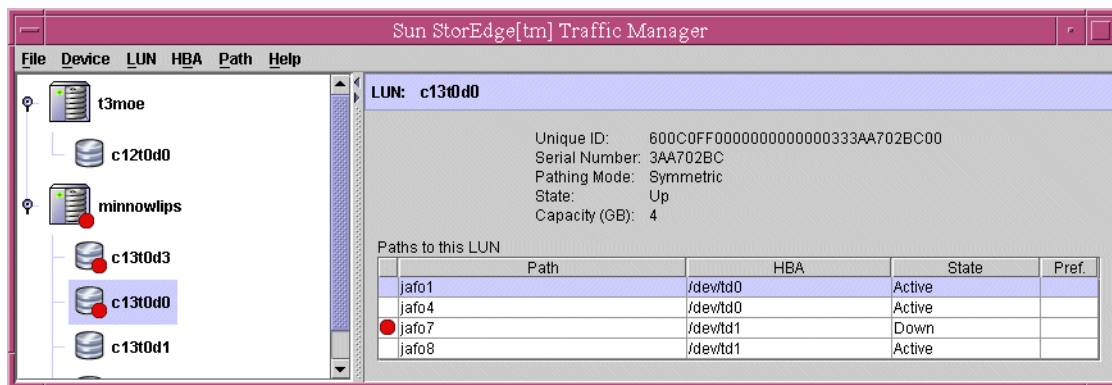 Sun StorEdge[tm] Traffic Manager
File Device LUN HBA Path Help
t3moe
c12t0d0
minnowlips
c13t0d3
c13t0d0
c13t0d1
LUN: c13t0d0
Unique ID: 600C0FF0000000000000333AA702BC00
Serial Number: 3AA702BC
Pathing Mode: Symmetric
State: Up
Capacity (GB): 4
Paths to this LUN
Path HBA State Pref.
jafo1 /dev/td0 Active
jafo4 /dev/td0 Active
jafo7 /dev/td1 Down
jafo8 /dev/td1 Active